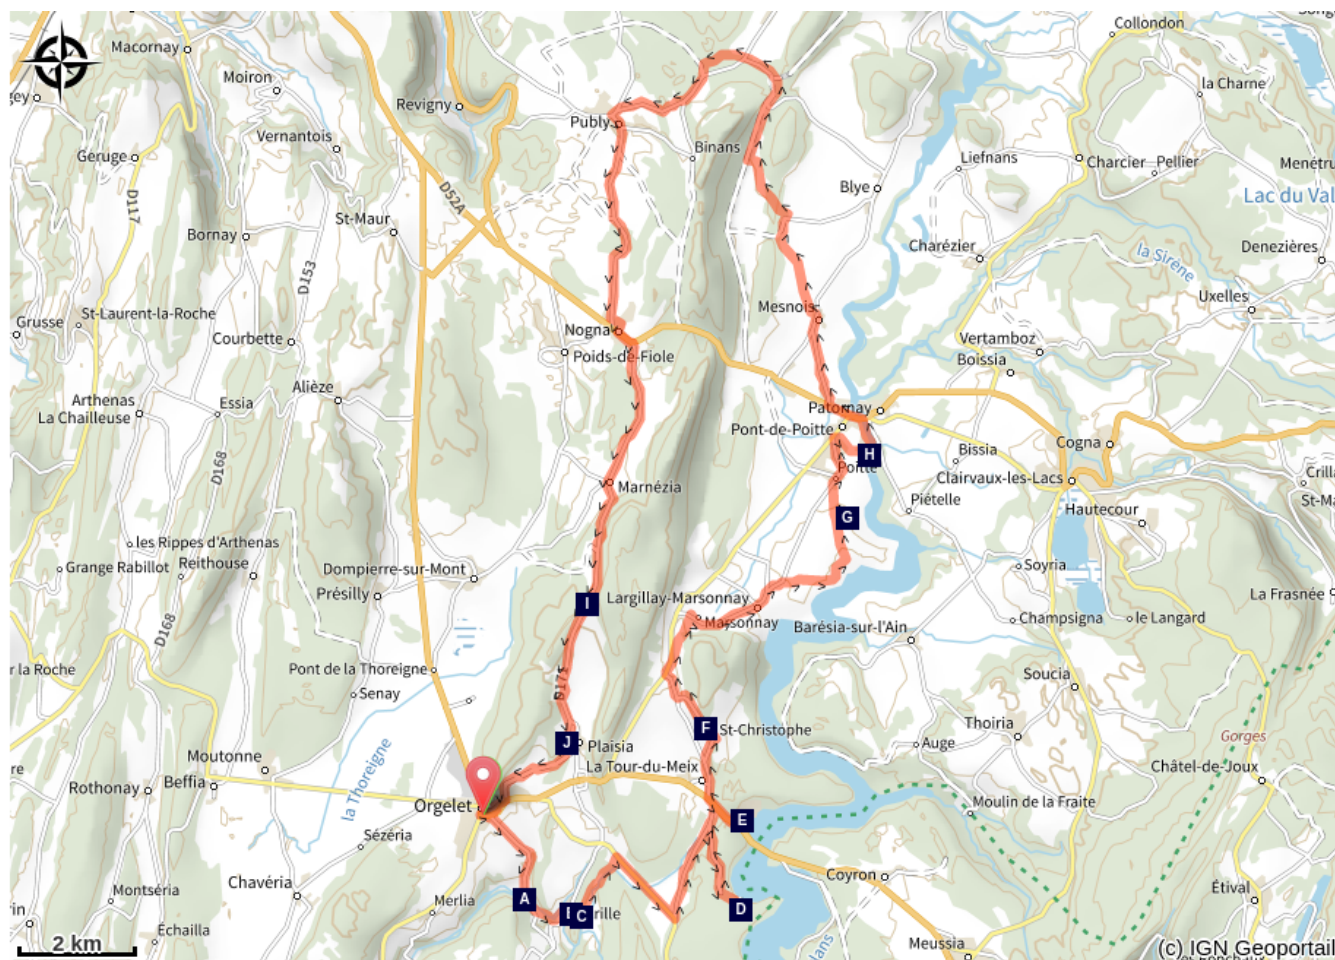 Collondon
Macornay
Moiron
la Charne
Revigny
Publy
Vernantois
Binans
Liefnans
Charcier
Pellier
Geruge
Blye
D117
D52A
Lac du Val
St-Maur
Bornay
Charézier
la Sirène
Denezières
D153
Uxelles
Mesnois
St-Laurent-la-Roche
Grusse
Nogna
Courbette
Vertamboz
Poids-de-Fiole
Boissia
Alièze
Arthenas
Essia
Patornay
La Chailleuse
Pont-de-Poitte
Cogna
Bissia
H
Poitte
D168
Clairvaux-les-Lacs
Marnézia
Piételle
Hautecour
G
les Rippes d'Arthenas
Reithouse
Grange Rabillot
Dompierre-sur-Mont
Soyria
Présilly
I
Largillay-Marsonnay
La Frasnée
Marsonnay
Champsigna
le Langard
D168
Barésia-sur-l'Ain
r la Roche
Pont de la Thoreigne
Soucia
D175
Senay
F
St-Christophe
Thoiria
Gorges
J
Plaisia
Auge
Moutonne
La Tour-du-Meix
Châtel-de-Joux
Beffia
Rothonay
la Thoreigne
Orgelet
Moulin de la Fraite
E
Sézéria
Coyron
Chavéria
Étival
Montséria
Merlia
A
C
rille
D
Échailla
Meussia
2 km
(c) IGN Geoportail